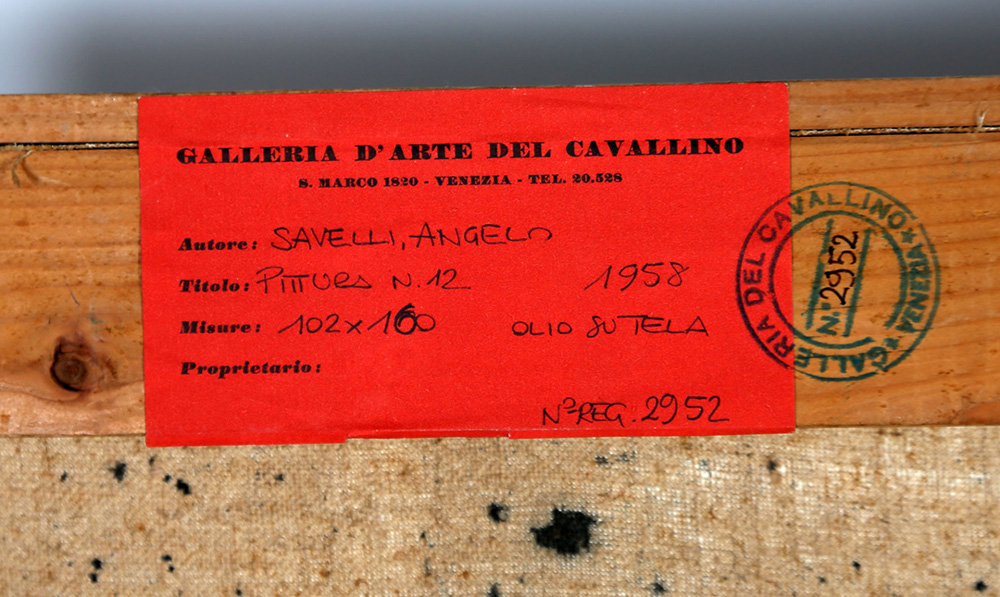 GALLERIA D'ARTE DEL CAVALLINO
S. MARCO 1820 - VENEZIA - TEL. 20.528
Autore: SAVELLI, ANGELO
Titolo: PITTURA N.12 1958
Misure: 102x160 OLIO SU TELA
Proprietario:
Nº REG. 2952
GALLERIA DEL CAVALLINO★VENEZIA★
N.º 2952